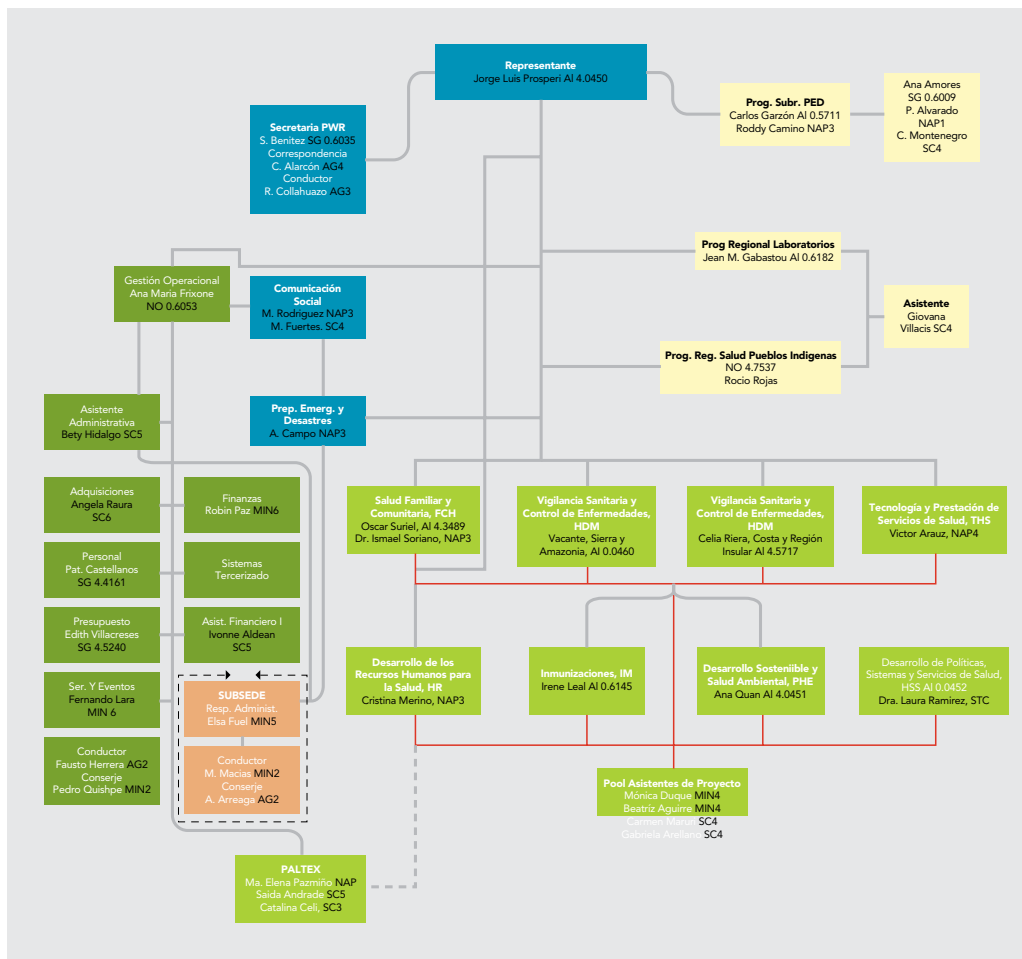 Representante
Jorge Luis Prosperi Al 4.0450
Secretaria PWR
S. Benitez SG 0.6035
Correspondencia
C. Alarcón AG4
Conductor
R. Collahuazo AG3
Prog. Subr. PED
Carlos Garzón Al 0.5711
Roddy Camino NAP3
Ana Amores
SG 0.6009
P. Alvarado
NAP1
C. Montenegro
SC4
Prog Regional Laboratorios
Jean M. Gabastou Al 0.6182
Gestión Operacional
Ana Maria Frixone
NO 0.6053
Comunicación
Social
M. Rodriguez NAP3
M. Fuertes. SC4
Asistente
Giovana
Villacis SC4
Prog. Reg. Salud Pueblos Indigenas
NO 4.7537
Rocio Rojas
Asistente
Administrativa
Bety Hidalgo SC5
Prep. Emerg. y
Desastres
A. Campo NAP3
Adquisiciones
Angela Raura
SC6
Finanzas
Robin Paz MIN6
Salud Familiar y
Comunitaria, FCH
Oscar Suriel, Al 4.3489
Dr. Ismael Soriano, NAP3
Vigilancia Sanitaria y
Control de Enfermedades,
HDM
Vacante, Sierra y
Amazonia, Al 0.0460
Vigilancia Sanitaria y
Control de Enfermedades,
HDM
Celia Riera, Costa y Región
Insular Al 4.5717
Tecnología y Prestación de
Servicios de Salud, THS
Victor Arauz, NAP4
Personal
Pat. Castellanos
SG 4.4161
Sistemas
Tercerizado
Presupuesto
Edith Villacreses
SG 4.5240
Asist. Financiero I
Ivonne Aldean
SC5
Desarrollo de los
Recursos Humanos para
la Salud, HR
Cristina Merino, NAP3
Inmunizaciones, IM
Irene Leal Al 0.6145
Desarrollo Sosteniible y
Salud Ambiental, PHE
Ana Quan Al 4.0451
Desarrollo de Políticas,
Sistemas y Servicios de Salud,
HSS Al 0.0452
Dra. Laura Ramirez, STC
Ser. Y Eventos
Fernando Lara
MIN 6
SUBSEDE
Resp. Administ.
Elsa Fuel MIN5
Conductor
Fausto Herrera AG2
Conserje
Pedro Quishpe MIN2
Conductor
M. Macias MIN2
Conserje
A. Arreaga AG2
Pool Asistentes de Proyecto
Mónica Duque MIN4
Beatriz Aguirre MIN4
Carmen Maruri SC4
Gabriela Arellano SC4
PALTEX
Ma. Elena Pazmiño NAP
Saida Andrade SC5
Catalina Celi, SC3